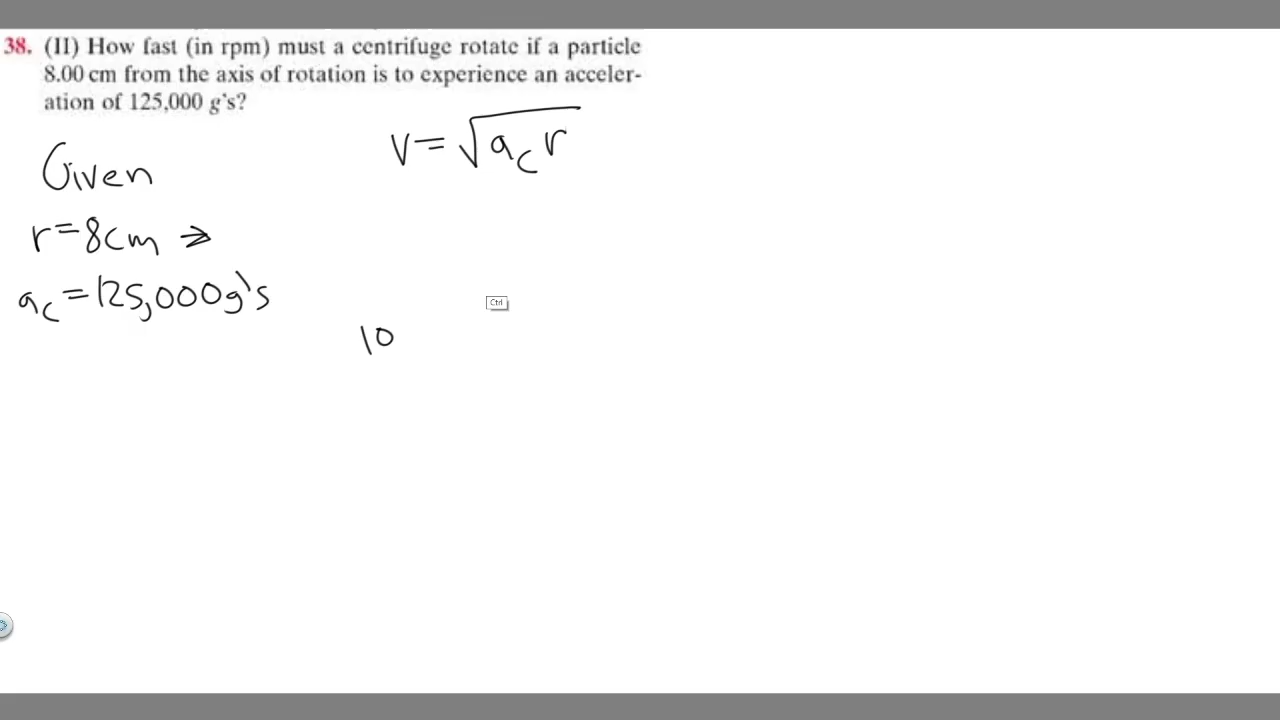 38. (II) How fast (in rpm) must a centrifuge rotate if a particle
8.00 cm from the axis of rotation is to experience an acceler-
ation of 125,000 g's?
v=√a_c r
Given
r=8cm ⇒
a_c=125,000g's
Ctrl
10